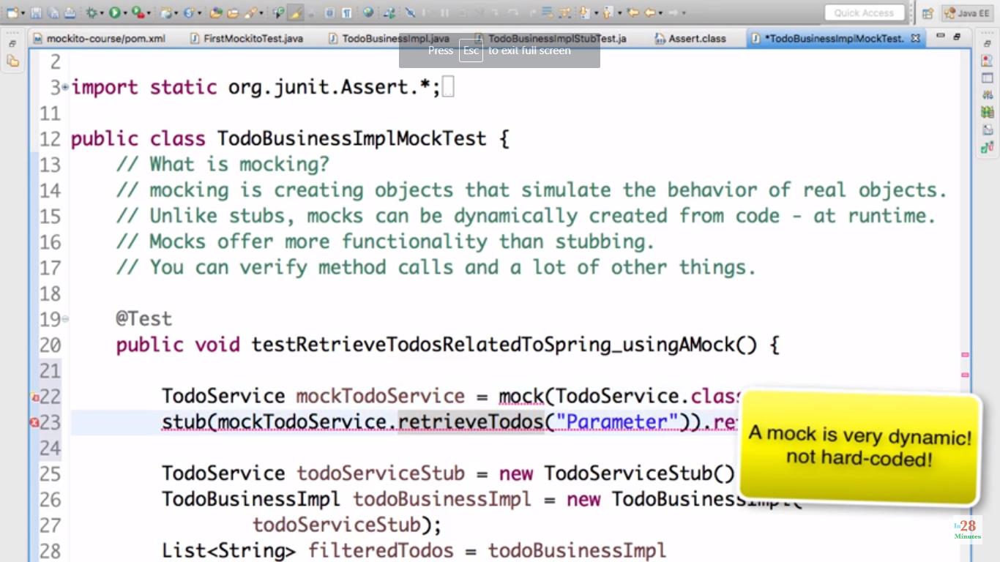 Quick Access
Java EE
mockito-course/pom.xml
FirstMockitoTest.java
TodoBusinessImpl.java
TodoBusinessImplStubTest.ja
Assert.class
*TodoBusinessImplMockTest.
Press Esc to exit full screen
2
3 import static org.junit.Assert.*;
11
12 public class TodoBusinessImplMockTest {
13 // What is mocking?
14 // mocking is creating objects that simulate the behavior of real objects.
15 // Unlike stubs, mocks can be dynamically created from code - at runtime.
16 // Mocks offer more functionality than stubbing.
17 // You can verify method calls and a lot of other things.
18
19 @Test
20 public void testRetrieveTodosRelatedToSpring_usingAMock() {
21
22 TodoService mockTodoService = mock(TodoService.class
23 stub(mockTodoService.retrieveTodos("Parameter")).re
24
25 TodoService todoServiceStub = new TodoServiceStub()
26 TodoBusinessImpl todoBusinessImpl = new TodoBusinessImpl(
27 todoServiceStub);
28 List<String> filteredTodos = todoBusinessImpl
A mock is very dynamic!
not hard-coded!
In28
Minutes